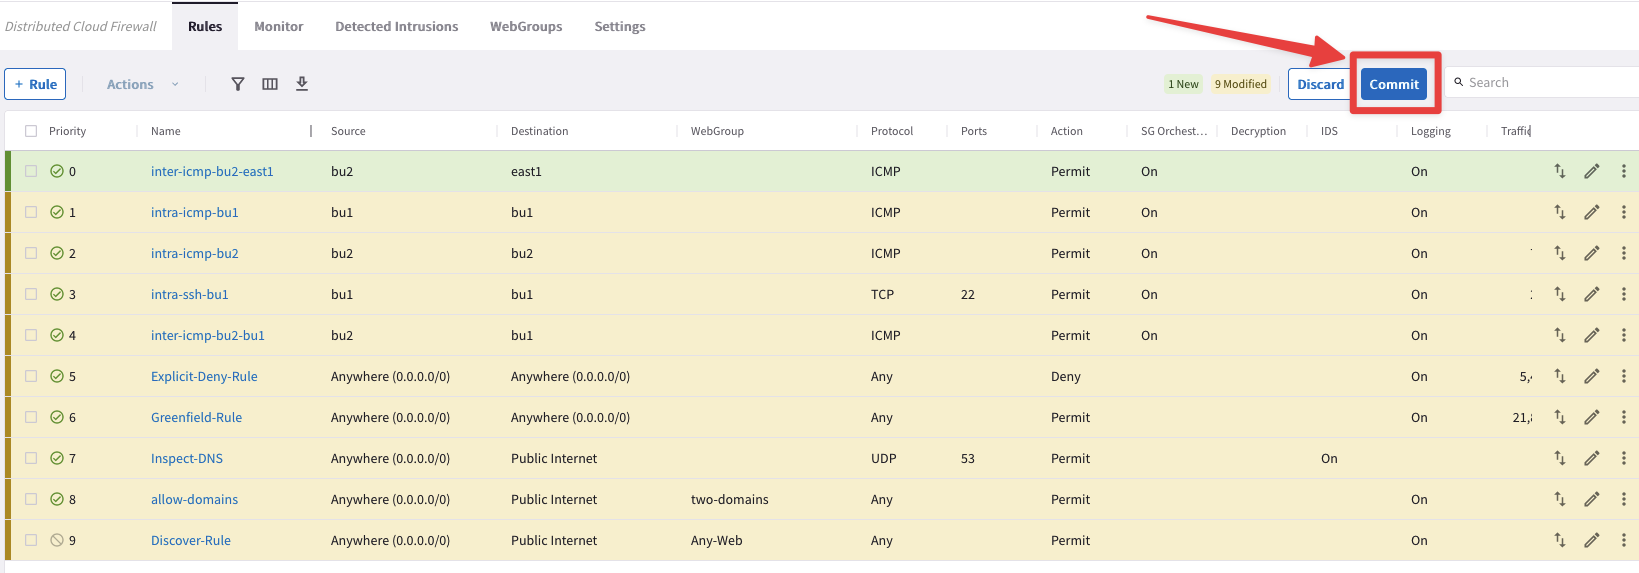 Distributed Cloud Firewall Rules Monitor Detected Intrusions WebGroups Settings
+ Rule Actions 1 New 9 Modified Discard Commit Search
Priority Name Source Destination WebGroup Protocol Ports Action SG Orchest... Decryption IDS Logging Traffic
0 inter-icmp-bu2-east1 bu2 east1 ICMP Permit On On
1 intra-icmp-bu1 bu1 bu1 ICMP Permit On On
2 intra-icmp-bu2 bu2 bu2 ICMP Permit On On
3 intra-ssh-bu1 bu1 bu1 TCP 22 Permit On On
4 inter-icmp-bu2-bu1 bu2 bu1 ICMP Permit On On
5 Explicit-Deny-Rule Anywhere (0.0.0.0/0) Anywhere (0.0.0.0/0) Any Deny On 5,
6 Greenfield-Rule Anywhere (0.0.0.0/0) Anywhere (0.0.0.0/0) Any Permit On 21,8
7 Inspect-DNS Anywhere (0.0.0.0/0) Public Internet UDP 53 Permit On
8 allow-domains Anywhere (0.0.0.0/0) Public Internet two-domains Any Permit On
9 Discover-Rule Anywhere (0.0.0.0/0) Public Internet Any-Web Any Permit On